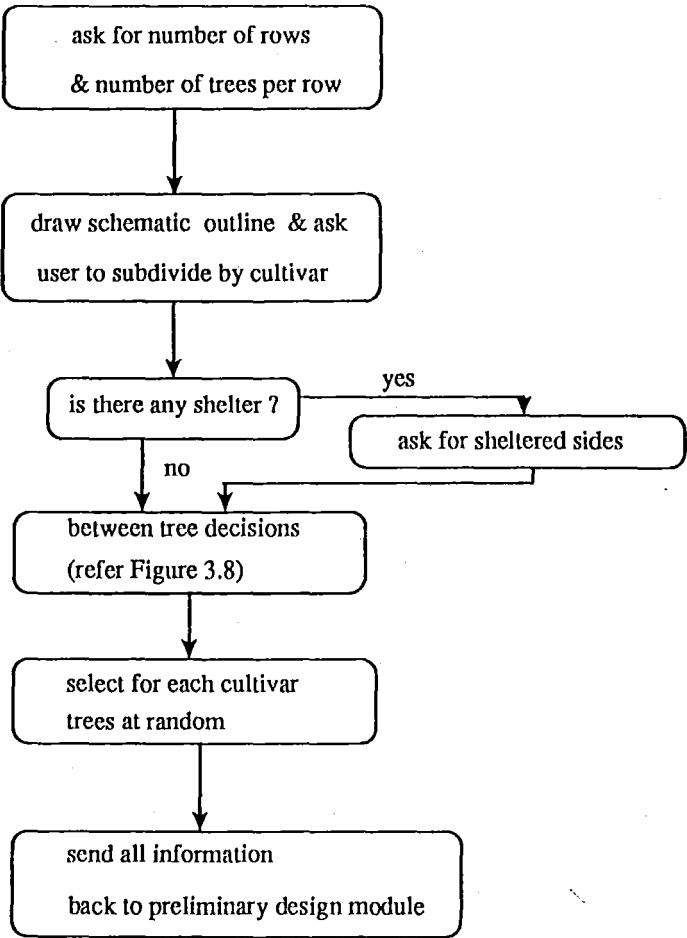 ask for number of rows
& number of trees per row
draw schematic outline & ask
user to subdivide by cultivar
is there any shelter ?
yes
ask for sheltered sides
no
between tree decisions
(refer Figure 3.8)
select for each cultivar
trees at random
send all information
back to preliminary design module